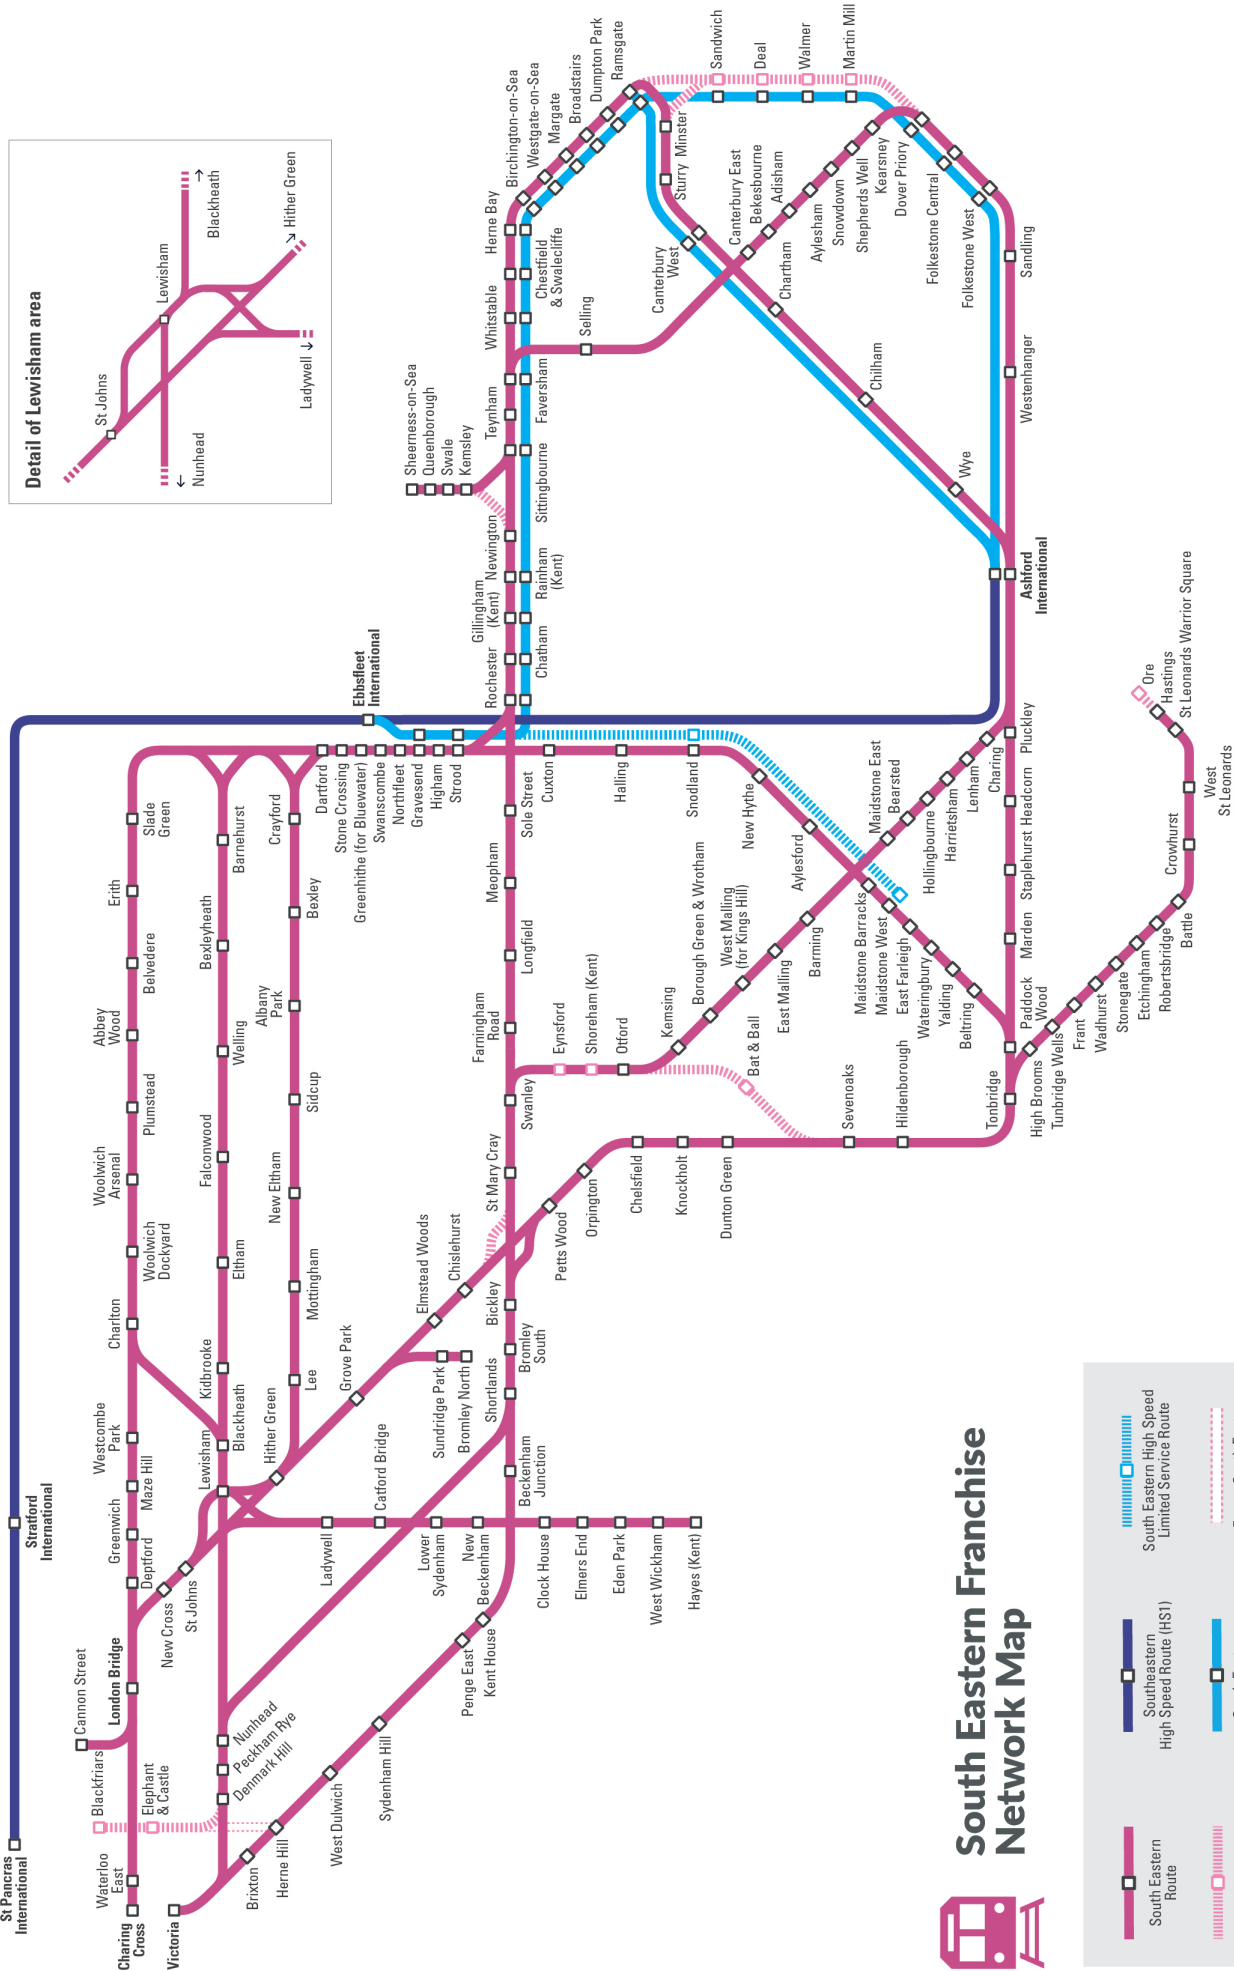 St Pancras
International
Stratford
International
Ebbsfleet
International
Detail of Lewisham area
St Johns
Lewisham
Nunhead
Blackheath
Ladywell
Hither Green
Cannon Street
Blackfriars
Elephant
& Castle
Waterloo
East
Charing
Cross
Victoria
London Bridge
Deptford
Greenwich
Maze Hill
Westcombe
Park
Charlton
Woolwich
Dockyard
Woolwich
Arsenal
Plumstead
Abbey
Wood
Belvedere
Erith
Slade
Green
New Cross
St Johns
Lewisham
Blackheath
Kidbrooke
Eltham
Falconwood
Welling
Bexleyheath
Barnehurst
Hither Green
Lee
Mottingham
New Eltham
Sidcup
Albany
Park
Bexley
Crayford
Dartford
Stone Crossing
Greenhithe (for Bluewater)
Swanscombe
Northfleet
Gravesend
Higham
Strood
Denmark Hill
Peckham Rye
Nunhead
Brixton
Herne Hill
West Dulwich
Sydenham Hill
Penge East
Kent House
Ladywell
Catford Bridge
Lower
Sydenham
New
Beckenham
Clock House
Elmers End
Eden Park
West Wickham
Hayes (Kent)
Grove Park
Sundridge Park
Bromley North
Elmstead Woods
Chislehurst
Beckenham
Junction
Shortlands
Bromley
South
Bickley
St Mary Cray
Swanley
Farningham
Road
Longfield
Meopham
Sole Street
Rochester
Chatham
Gillingham
(Kent)
Rainham
(Kent)
Newington
Sittingbourne
Teynham
Faversham
Whitstable
Chestfield
& Swalecliffe
Herne Bay
Birchington-on-Sea
Westgate-on-Sea
Margate
Broadstairs
Dumpton Park
Ramsgate
Sheerness-on-Sea
Queenborough
Swale
Kemsley
Selling
Canterbury East
Bekesbourne
Adisham
Aylesham
Snowdown
Shepherds Well
Kearsney
Dover Priory
Sandwich
Deal
Walmer
Martin Mill
Minster
Sturry
Canterbury
West
Chartham
Chilham
Wye
Folkestone Central
Folkestone West
Sandling
Westenhanger
Ashford
International
Petts Wood
Orpington
Chelsfield
Knockholt
Dunton Green
Sevenoaks
Hildenborough
Tonbridge
Eynsford
Shoreham (Kent)
Otford
Bat & Ball
Kemsing
Borough Green & Wrotham
West Malling
(for Kings Hill)
East Malling
Barming
Maidstone East
Bearsted
Hollingbourne
Harrietsham
Lenham
Charing
Cuxton
Halling
Snodland
New Hythe
Aylesford
Maidstone Barracks
Maidstone West
East Farleigh
Wateringbury
Yalding
Beltring
Paddock
Wood
Marden
Staplehurst
Headcorn
Pluckley
High Brooms
Tunbridge Wells
Frant
Wadhurst
Stonegate
Etchingham
Robertsbridge
Battle
Crowhurst
West
St Leonards
St Leonards Warrior Square
Hastings
Ore
South Eastern Franchise
Network Map
South Eastern
Route
Southeastern
High Speed Route (HS1)
South Eastern High Speed
Limited Service Route